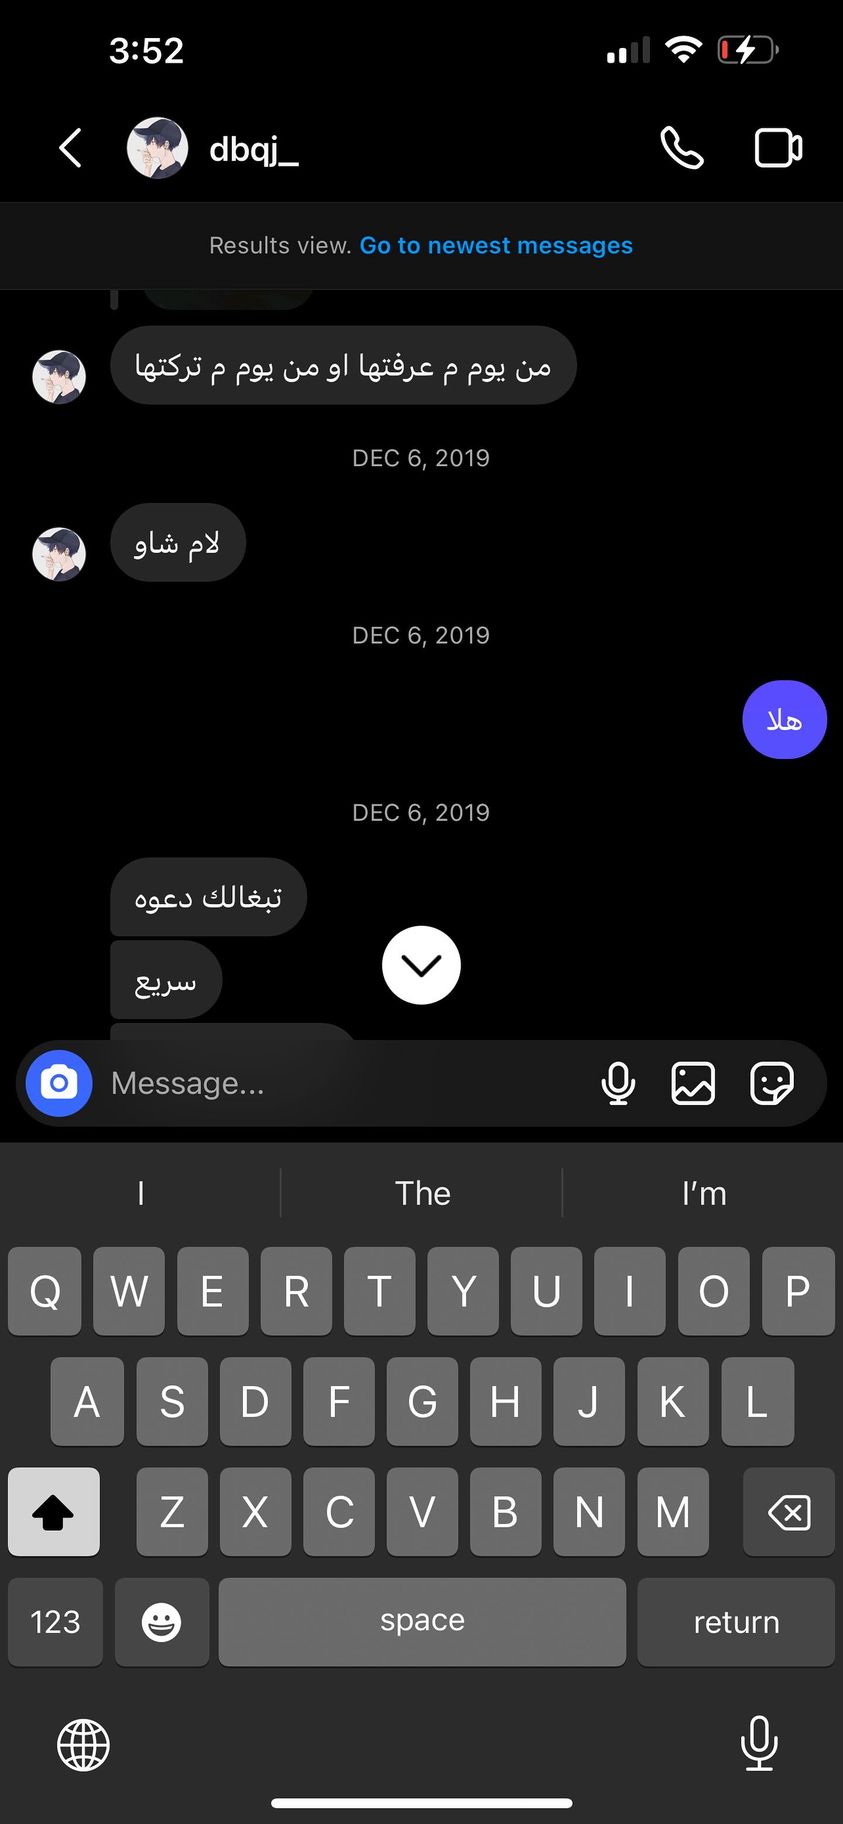 3:52
dbqj_
Results view. Go to newest messages
من يوم م عرفتها او من يوم م تركتها
DEC 6, 2019
لام شاو
DEC 6, 2019
هلا
DEC 6, 2019
تبغالك دعوه
سريع
Message...
I The I'm
Q W E R T Y U I O P
A S D F G H J K L
Z X C V B N M
123 space return